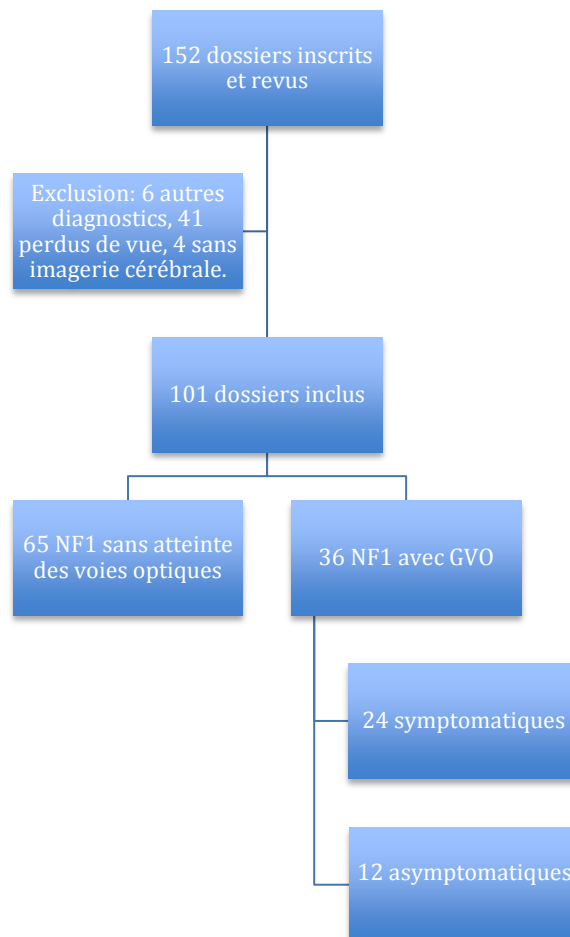 152 dossiers inscrits
et revus
Exclusion: 6 autres
diagnostics, 41
perdus de vue, 4 sans
imagerie cérébrale.
101 dossiers inclus
65 NF1 sans atteinte
des voies optiques
36 NF1 avec GVO
24 symptomatiques
12 asymptomatiques